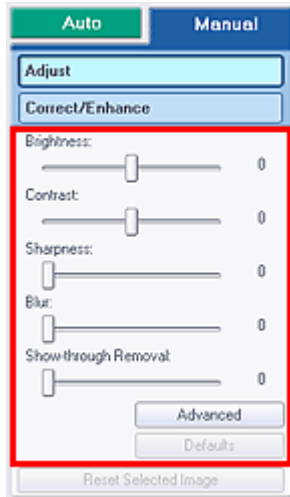 Auto Manual
Adjust
Correct/Enhance
Brightness:
0
Contrast:
0
Sharpness:
0
Blur:
0
Show-through Removal:
0
Advanced
Defaults
Reset Selected Image